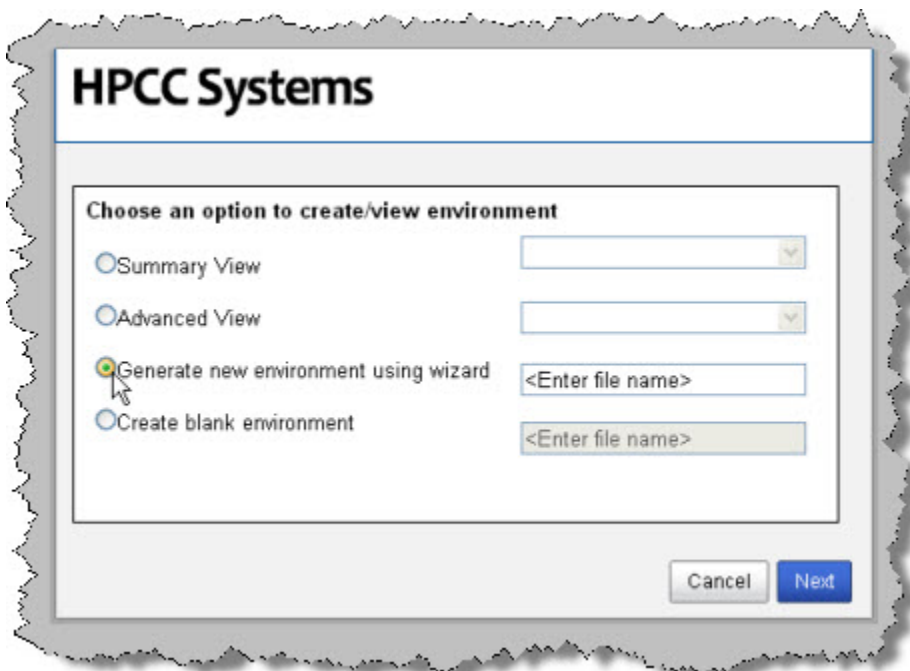 HPCC Systems
Choose an option to create/view environment
Summary View
Advanced View
Generate new environment using wizard
<Enter file name>
Create blank environment
<Enter file name>
Cancel
Next